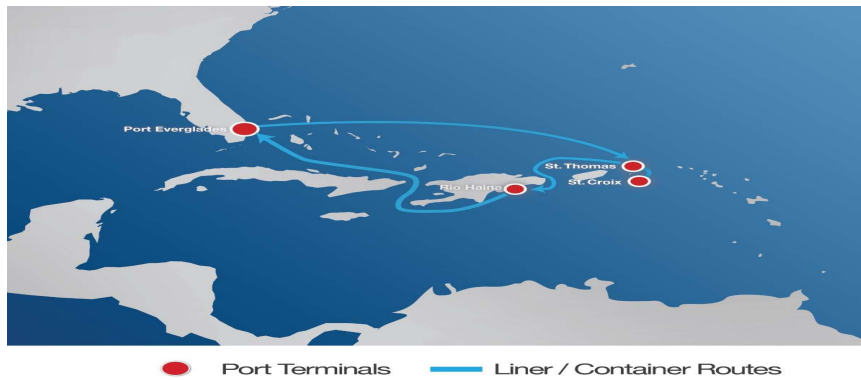 Port Everglades
St. Thomas
Rio Haina
St. Croix
Port Terminals
Liner / Container Routes